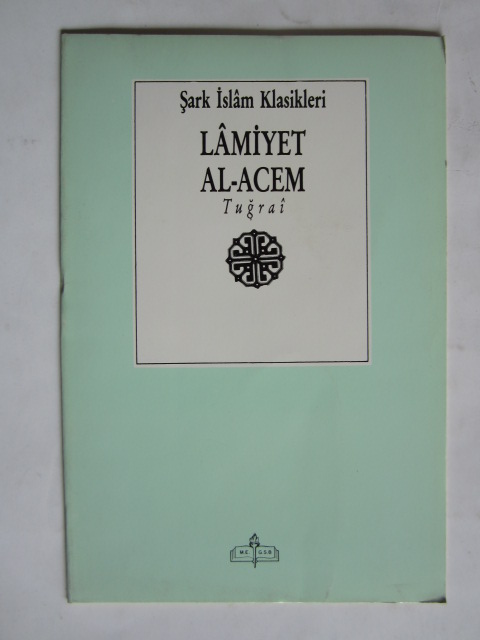 Şark İslâm Klasikleri
LÂMİYET
AL-ACEM
Tuğraî
M.E. G.S.B.